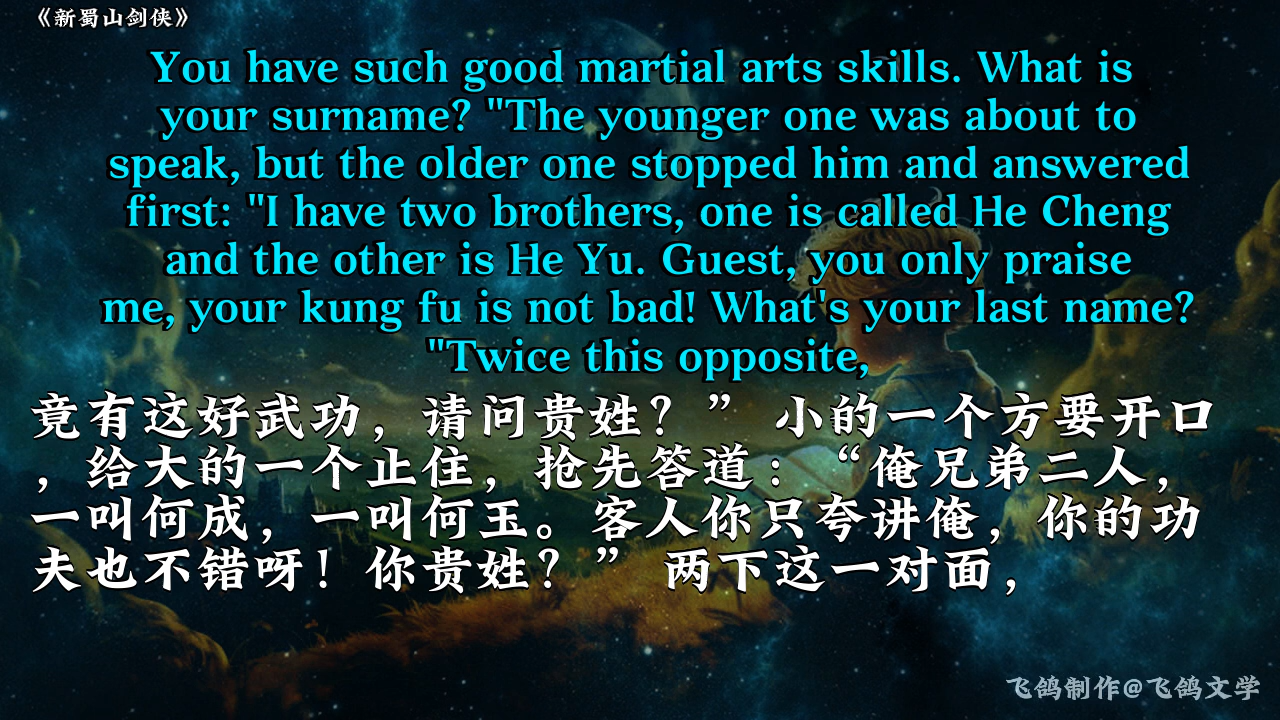 《新蜀山剑侠》
You have such good martial arts skills. What is
your surname? "The younger one was about to
speak, but the older one stopped him and answered
first: "I have two brothers, one is called He Cheng
and the other is He Yu. Guest, you only praise
me, your kung fu is not bad! What's your last name?
"Twice this opposite,
竟有这好武功，请问贵姓？” 小的一个方要开口
，给大的一个止住，抢先答道：“俺兄弟二人，
一叫何成，一叫何玉。客人你只夸讲俺，你的功
夫也不错呀！你贵姓？” 两下这一对面，
飞鸽制作@飞鸽文学